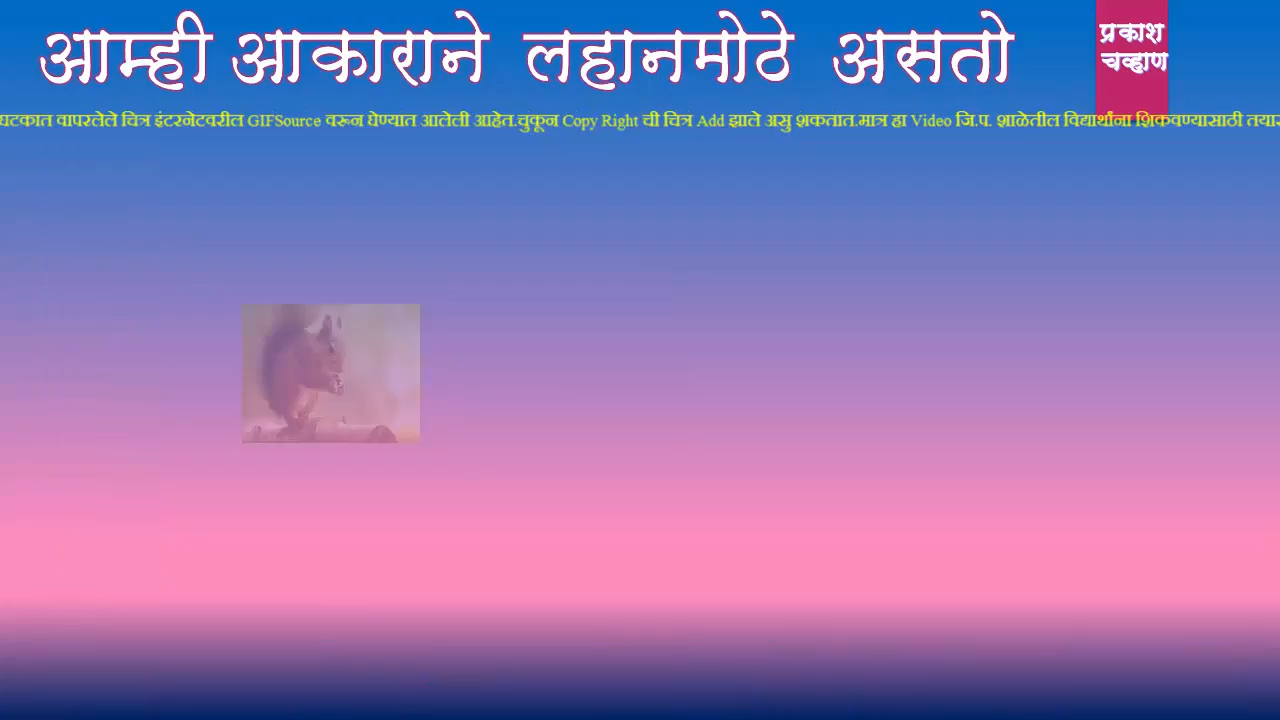 आम्ही आकाराने लहानमोठे असतो
प्रकाश
चव्हाण
घटकात वापरलेले चित्र इंटरनेटवरील GIFSource वरून घेण्यात आलेली आहेत.चुकून Copy Right ची चित्र Add झाले असु शकतात.मात्र हा Video जि.प. शाळेतील विद्यार्थांना शिकवण्यासाठी